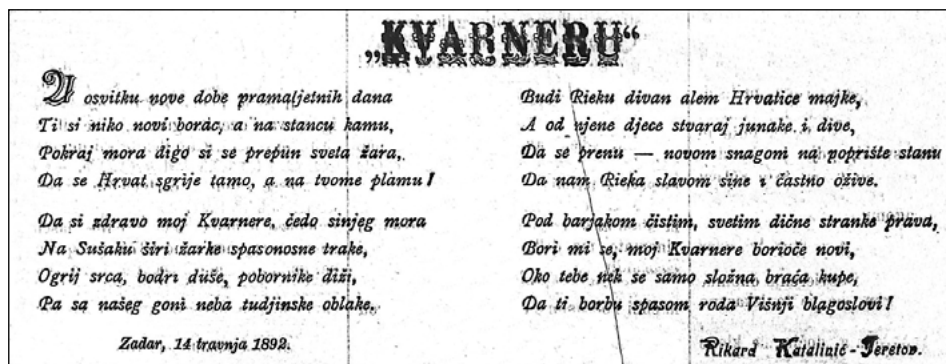 „KVARNERU“
U osvitku nove dobe pramaljetnih dana
Ti si niko novi borac, a na stancu kamu,
Pokraj mora digo si se prepun sveta žara,
Da se Hrvat sgrije tamo, a na tvome plamu!
Da si zdravo moj Kvarnere, čedo sinjeg mora
Na Sušaku širi žarke spasonosne trake,
Ogrij srca, bodri duše, pobornike diži,
Pa sa našeg goni neba tudjinske oblake.
Zadar, 14 travnja 1892.
Budi Rieku divan alem Hrvatice majke,
A od njene djece stvaraj junake i dive,
Da se prenu — novom snagom na poprište stanu
Da nam Rieka slavom sine i častno oživе.
Pod barjakom čistim, svetim dične stranke prava,
Bori mi se, moj Kvarnere borioče novi,
Oko tebe nek se samo složna braća kupe,
Da ti borbu spasom roda Višnji blagoslovi!
Rikard Katalinić-Jeretov.